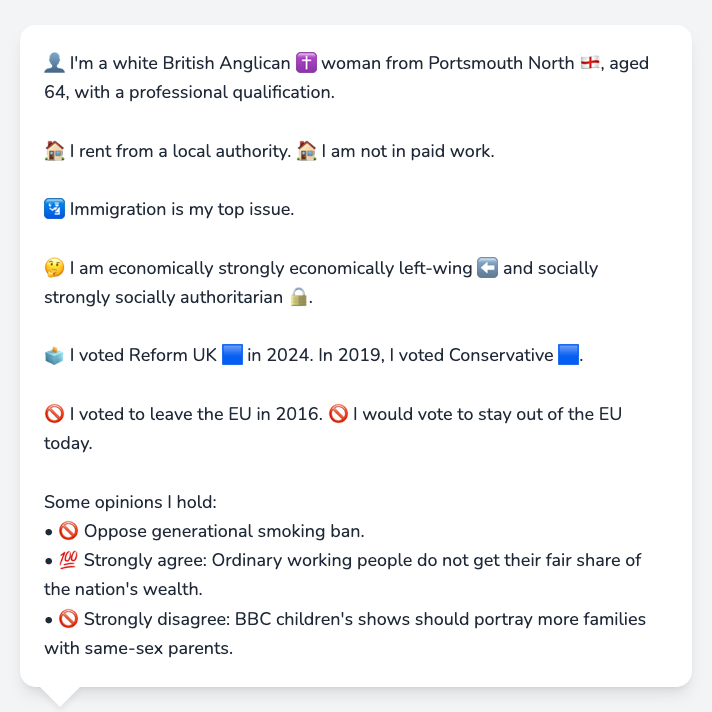 👤 I'm a white British Anglican ✝️ woman from Portsmouth North 🏴󠁧󠁢󠁥󠁮󠁧󠁿, aged
64, with a professional qualification.
🏠 I rent from a local authority. 🏠 I am not in paid work.
🛂 Immigration is my top issue.
🤔 I am economically strongly economically left-wing ⬅️ and socially
strongly socially authoritarian 🔒.
🗳️ I voted Reform UK 🟦 in 2024. In 2019, I voted Conservative 🟦.
🚫 I voted to leave the EU in 2016. 🚫 I would vote to stay out of the EU
today.
Some opinions I hold:
• 🚫 Oppose generational smoking ban.
• 💯 Strongly agree: Ordinary working people do not get their fair share of
the nation's wealth.
• 🚫 Strongly disagree: BBC children's shows should portray more families
with same-sex parents.